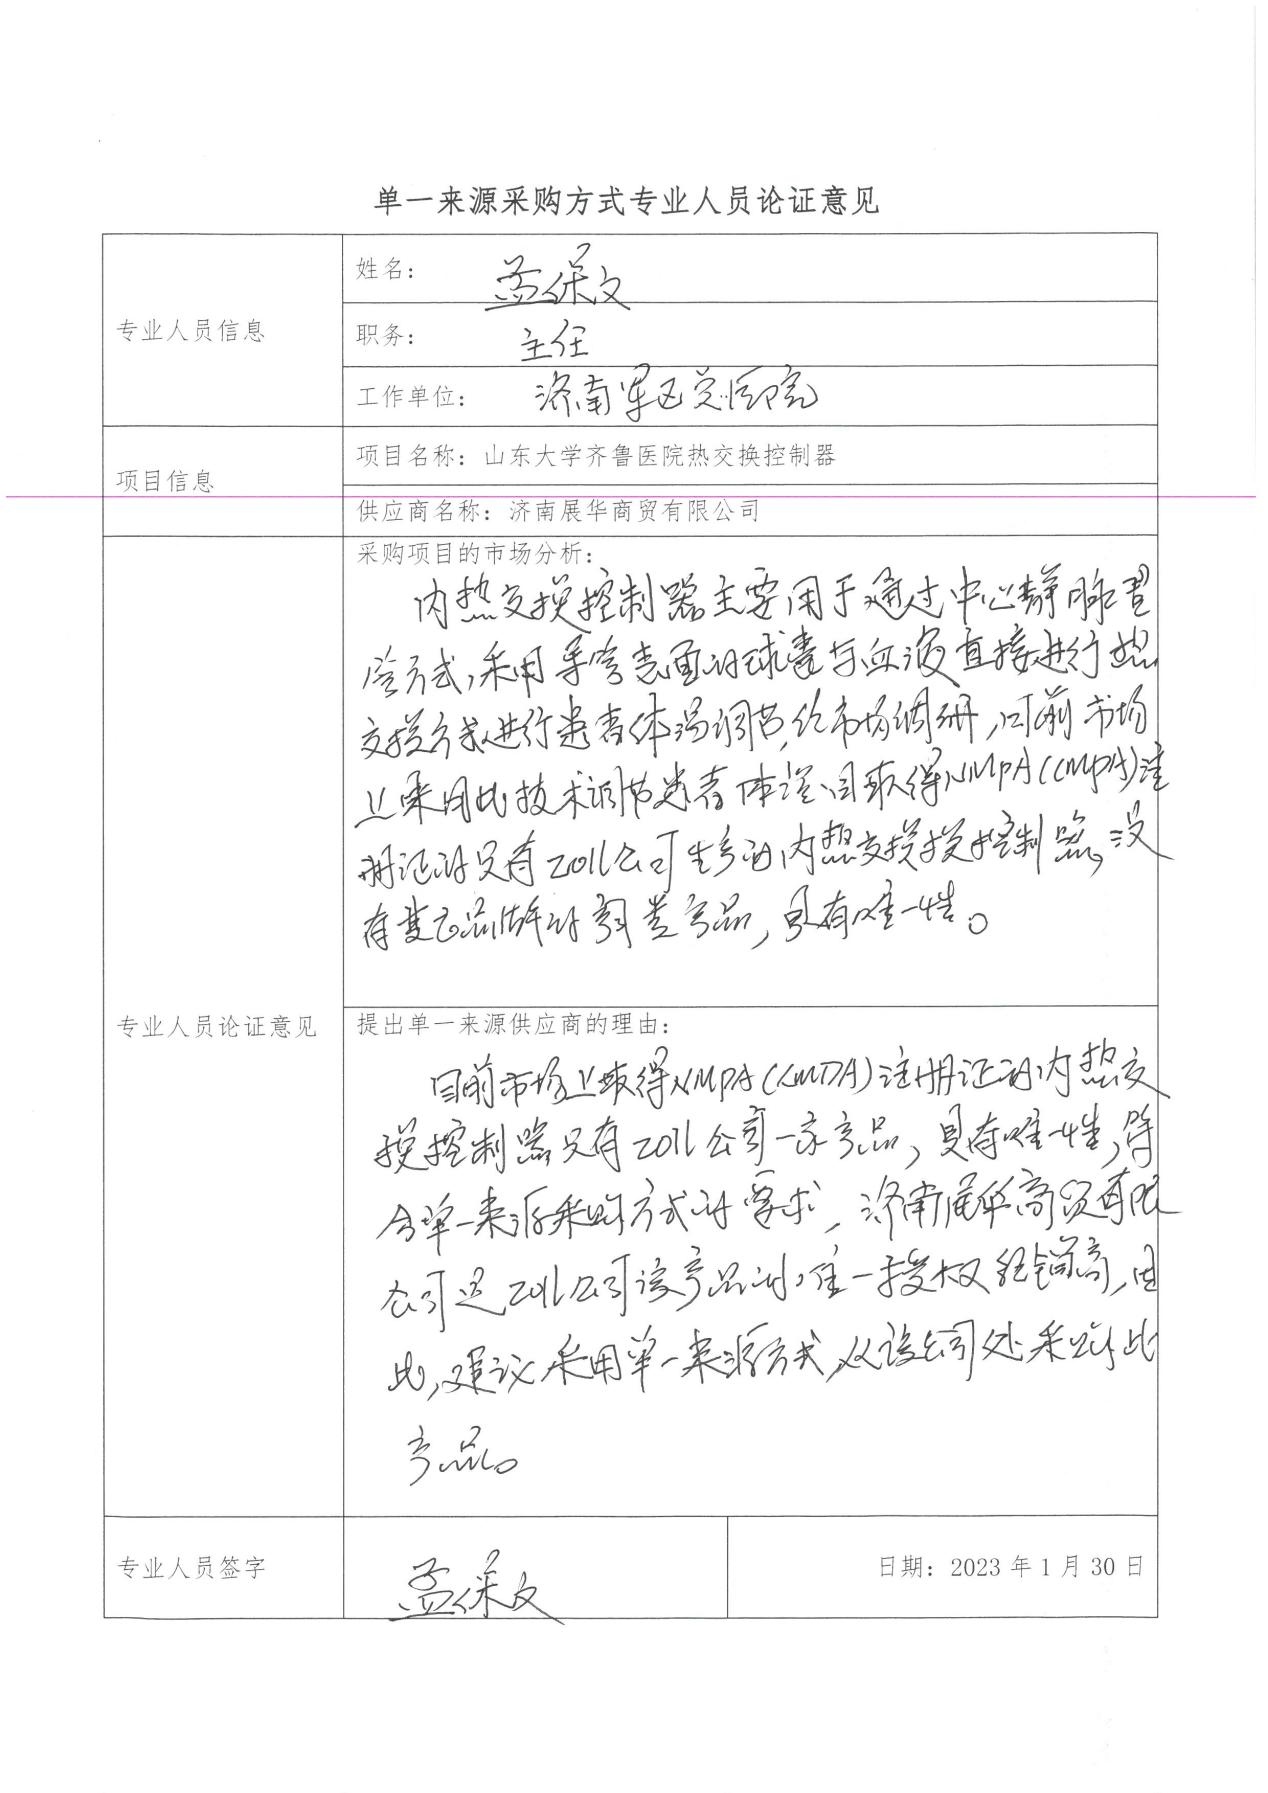 单一来源采购方式专业人员论证意见
专业人员信息
姓名： 孟保文
职务： 主任
工作单位： 济南军区总医院
项目信息
项目名称：山东大学齐鲁医院热交换控制器
供应商名称：济南展华商贸有限公司
专业人员论证意见
采购项目的市场分析：
内热交换控制器主要用于通过中心静脉置
管方式，采用导管表面的球囊与血液直接进行热
交换方式进行患者体温调节，经市场调研，目前市场
上采用此技术调节患者体温且取得NMPA(CMDA)注
册证的只有Zoll公司生产的内热交换控制器，没
有其它品牌的同类产品，具有唯一性。
提出单一来源供应商的理由：
目前市场上取得NMPA(CMDA)注册证的内热交
换控制器只有Zoll公司一家产品，具有唯一性，符
合单一来源采购方式的要求，济南展华商贸有限
公司是Zoll公司该产品的唯一授权经销商，因
此，建议采用单一来源方式，从该公司处采购此
产品。
专业人员签字
孟保文
日期：2023 年 1 月 30 日